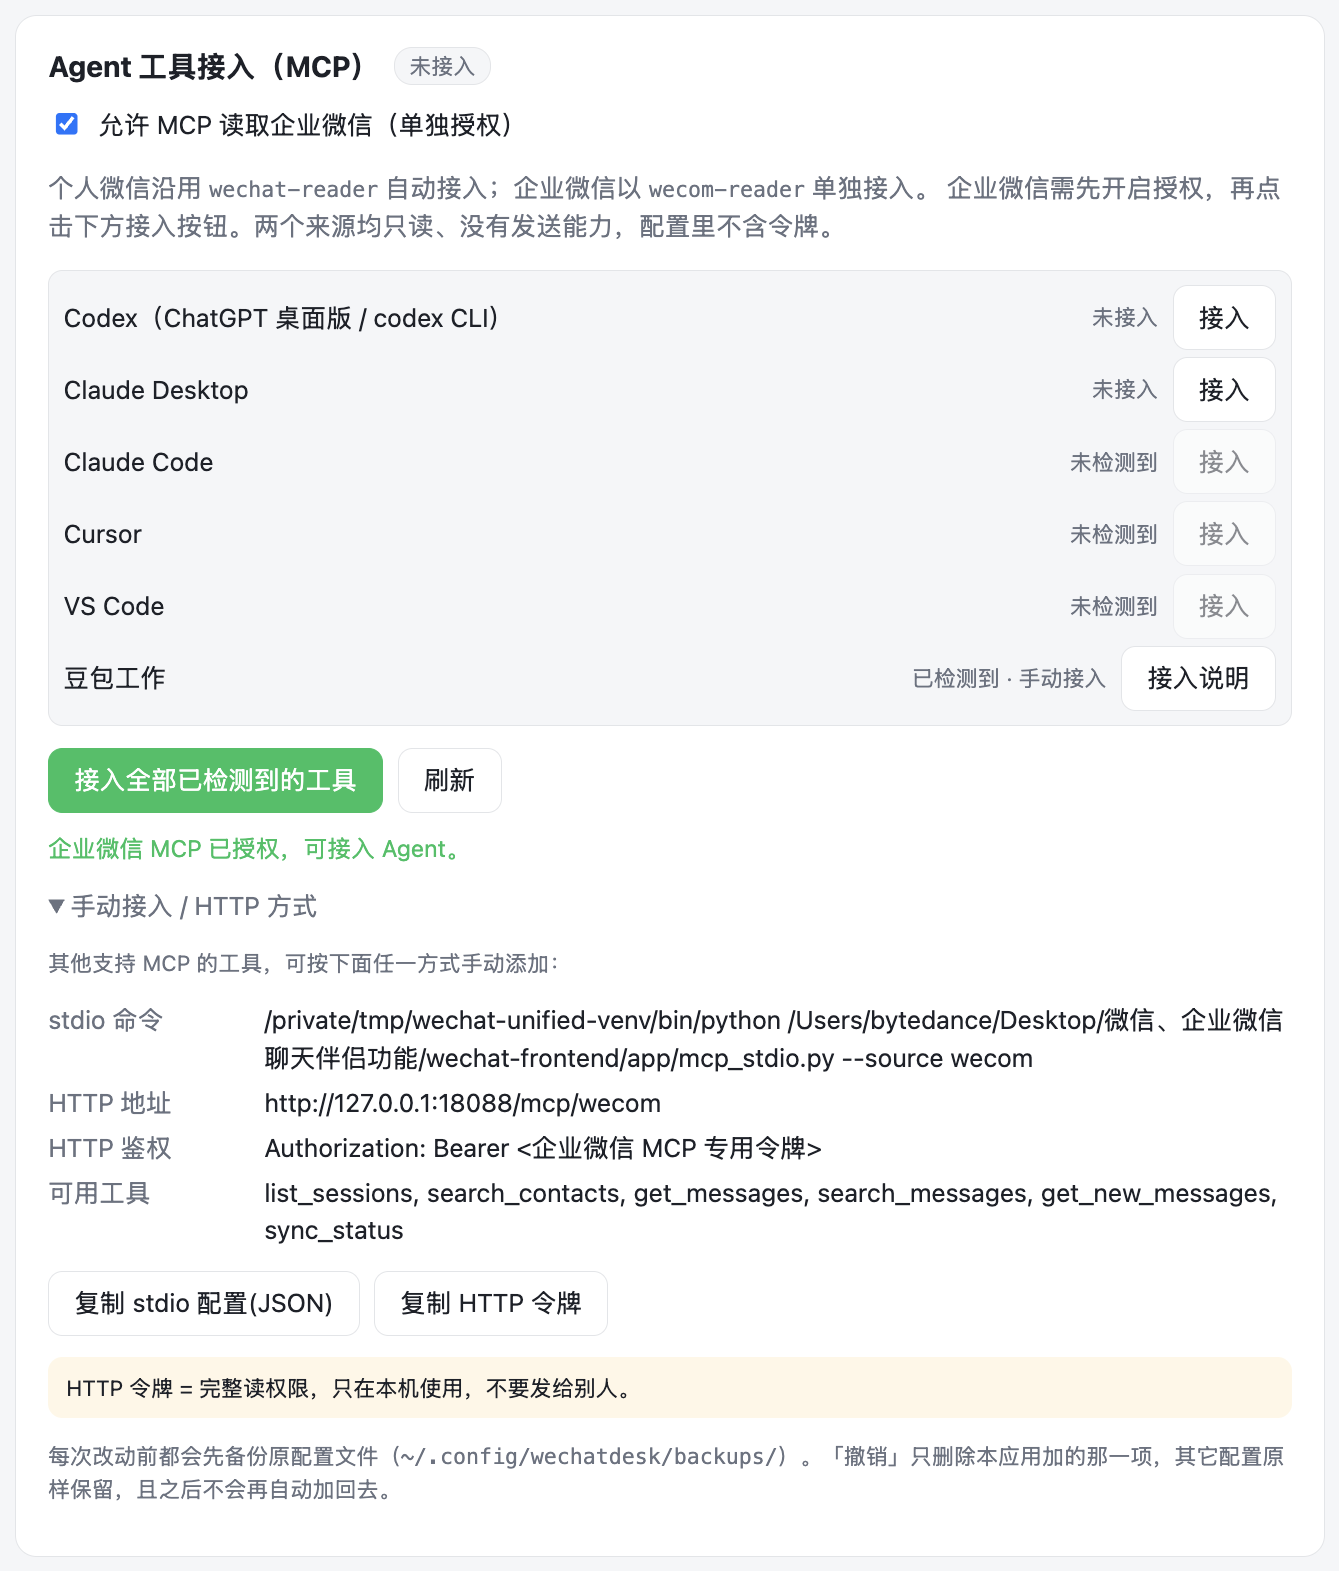 Agent 工具接入（MCP） 未接入
允许 MCP 读取企业微信（单独授权）
个人微信沿用 wechat-reader 自动接入；企业微信以 wecom-reader 单独接入。 企业微信需先开启授权，再点
击下方接入按钮。两个来源均只读、没有发送能力，配置里不含令牌。
Codex（ChatGPT 桌面版 / codex CLI） 未接入 接入
Claude Desktop 未接入 接入
Claude Code 未检测到 接入
Cursor 未检测到 接入
VS Code 未检测到 接入
豆包工作 已检测到 · 手动接入 接入说明
接入全部已检测到的工具 刷新
企业微信 MCP 已授权，可接入 Agent。
▼手动接入 / HTTP 方式
其他支持 MCP 的工具，可按下面任一方式手动添加：
stdio 命令 /private/tmp/wechat-unified-venv/bin/python /Users/bytedance/Desktop/微信、企业微信
聊天伴侣功能/wechat-frontend/app/mcp_stdio.py --source wecom
HTTP 地址 http://127.0.0.1:18088/mcp/wecom
HTTP 鉴权 Authorization: Bearer <企业微信 MCP 专用令牌>
可用工具 list_sessions, search_contacts, get_messages, search_messages, get_new_messages,
sync_status
复制 stdio 配置(JSON) 复制 HTTP 令牌
HTTP 令牌 = 完整读权限，只在本机使用，不要发给别人。
每次改动前都会先备份原配置文件（~/.config/wechatdesk/backups/）。「撤销」只删除本应用加的那一项，其它配置原
样保留，且之后不会再自动加回去。